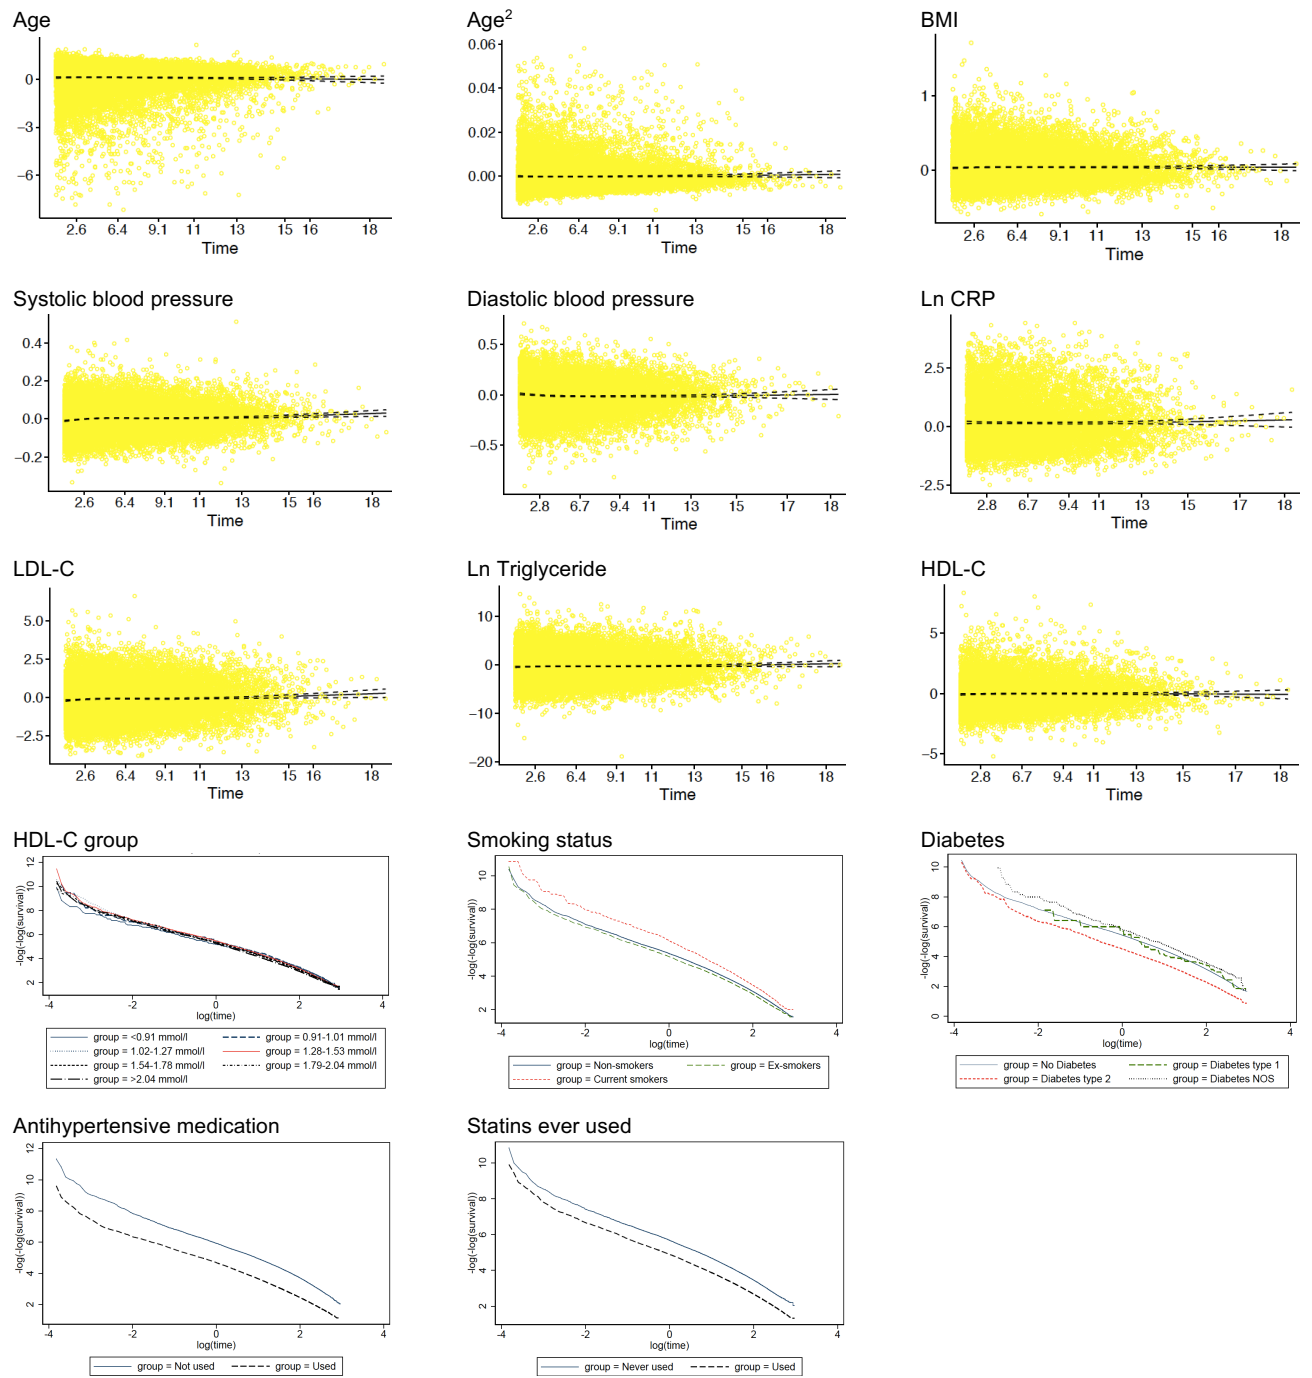 Age
0
−3
−6
2.6 6.4 9.1 11 13 15 16 18
Time
Age²
0.06
0.04
0.02
0.00
2.6 6.4 9.1 11 13 15 16 18
Time
BMI
1
0
2.6 6.4 9.1 11 15 16 18
Time
Systolic blood pressure
0.4
0.2
0.0
−0.2
2.6 6.4 9.1 11 13 15 16 18
Time
Diastolic blood pressure
0.5
0.0
−0.5
2.6 6.4 9.1 11 13 15 16 18
Time
Ln CRP
2.5
0.0
-2.5
2.8 6.7 9.4 11 13 15 17 18
Time
LDL-C
5.0
2.5
0.0
−2.5
2.6 6.4 9.1 11 13 15 16 18
Time
Ln Triglyceride
10
0
−10
−20
2.6 6.4 9.1 11 13 15 16 18
Time
HDL-C
5
0
−5
2.8 6.7 9.4 11 13 15 17 18
Time
HDL-C group
-log(-log(survival))
12
10
8
6
4
2
−4 −2 0 2 4
log(time)
group = <0.91 mmol/l group = 0.91-1.01 mmol/l
group = 1.02-1.27 mmol/l group = 1.28-1.53 mmol/l
group = 1.54-1.78 mmol/l group = 1.79-2.04 mmol/l
group = >2.04 mmol/l
Smoking status
-log(-log(survival))
10
8
6
4
2
−4 −2 0 2 4
log(time)
group = Non-smokers group = Ex-smokers
group = Current smokers
Diabetes
-log(-log(survival))
10
8
6
4
2
0
−4 −2 0 2 4
log(time)
group = No Diabetes group = Diabetes type 1
group = Diabetes type 2 group = Diabetes NOS
Antihypertensive medication
-log(-log(survival))
12
10
8
6
4
2
−4 −2 0 2 4
log(time)
group = Not used group = Used
Statins ever used
-log(-log(survival))
10
8
6
4
2
−4 −2 0 2 4
log(time)
group = Never used group = Used